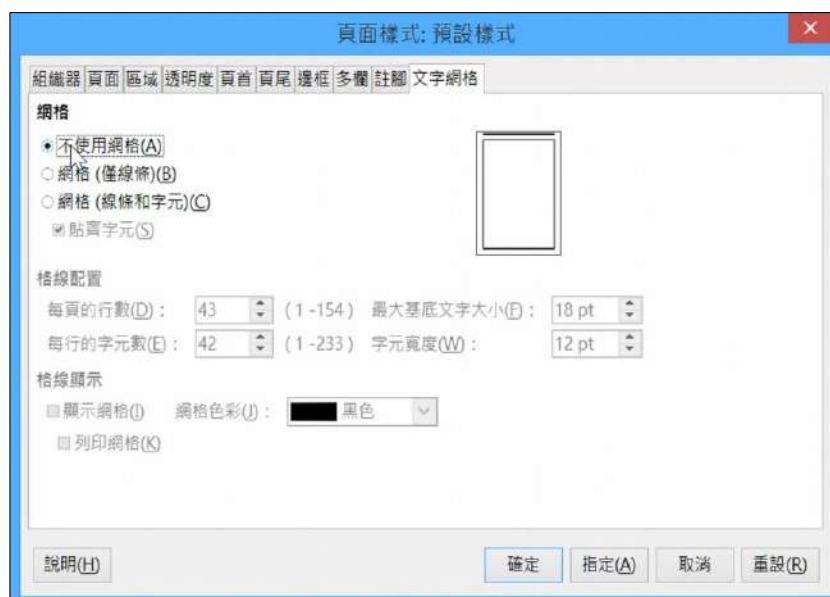 頁面樣式: 預設樣式
組織器 頁面 區域 透明度 頁首 頁尾 邊框 多欄 註腳 文字網格
網格
不使用網格(A)
網格 (僅線條)(B)
網格 (線條和字元)(C)
貼齊字元(S)
格線配置
每頁的行數(D): 43 (1 -154) 最大基底文字大小(F): 18 pt
每行的字元數(E): 42 (1 -233) 字元寬度(W): 12 pt
格線顯示
顯示網格(I) 網格色彩(J): 黑色
列印網格(K)
說明(H) 確定 指定(A) 取消 重設(R)